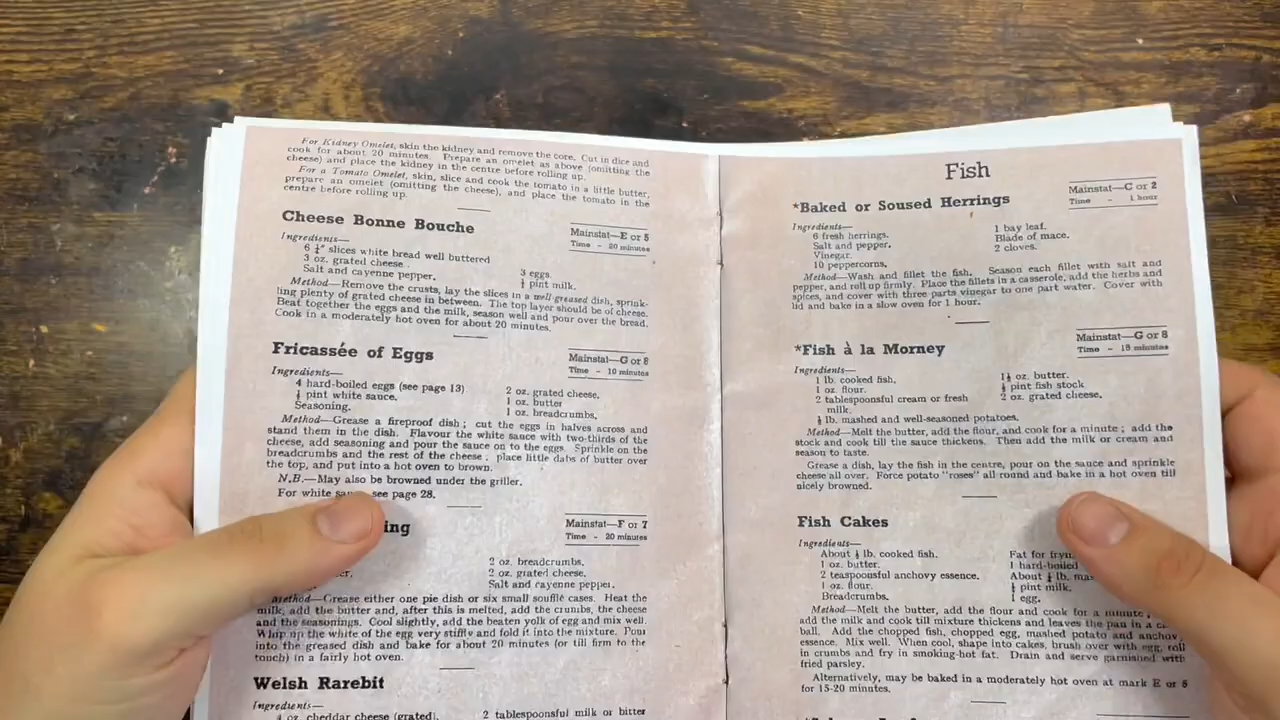 For Kidney Omelet, skin the kidney and remove the core. Cut in dice and
cook for about 20 minutes. Prepare an omelet as above (omitting the
cheese) and place the kidney in the centre before rolling up.
For a Tomato Omelet, skin, slice and cook the tomato in a little butter,
prepare an omelet (omitting the cheese), and place the tomato in the
centre before rolling up.
Cheese Bonne Bouche
Mainstat—E or 5
Time - 20 minutes
Ingredients—
6 ¼" slices white bread well buttered
3 oz. grated cheese
Salt and cayenne pepper.
3 eggs.
pint milk.
Method—Remove the crusts, lay the slices in a well greased dish, sprink-
ling plenty of grated cheese in between. The top layer should be of cheese.
Beat together the eggs and the milk, season well and pour over the bread.
Cook in a moderately hot oven for about 20 minutes.
Fricassée of Eggs
Mainstat—G or 8
Time - 10 minutes
Ingredients—
4 hard-boiled eggs (see page 13)
pint white sauce.
Seasoning.
2 oz. grated cheese.
1 oz. butter
1 oz. breadcrumbs.
Method—Grease a fireproof dish; cut the eggs in halves across and
stand them in the dish. Flavour the white sauce with two-thirds of the
cheese, add seasoning and pour the sauce on to the eggs. Sprinkle on the
breadcrumbs and the rest of the cheese; place little dabs of butter over
the top, and put into a hot oven to brown.
N.B.—May also be browned under the griller.
For white see page 28.
ing
Mainstat—F or 7
Time - 20 minutes
2 oz. breadcrumbs.
2 oz. grated cheese.
Salt and cayenne pepper.
Method—Grease either one pie dish or six small soufflé cases. Heat the
milk, add the butter and, after this is melted, add the crumbs, the cheese
and the seasonings. Cool slightly, add the beaten yolk of egg and mix well.
Whip up the white of the egg very stiffly and fold it into the mixture. Pour
into the greased dish and bake for about 20 minutes (or till firm to the
touch) in a fairly hot oven.
Welsh Rarebit
Ingredients—
4 oz. cheddar cheese (grated).
2 tablespoonsful milk or bitter
Fish
*Baked or Soused Herrings
Mainstat—C or 2
Time - 1 hour
Ingredients—
6 fresh herrings.
Salt and pepper.
Vinegar.
10 peppercorns.
1 bay leaf.
Blade of mace.
2 cloves.
Method—Wash and fillet the fish. Season each fillet with salt and
pepper, and roll up firmly. Place the fillets in a casserole, add the herbs and
spices, and cover with three parts vinegar to one part water. Cover with
lid and bake in a slow oven for 1 hour.
*Fish à la Morney
Mainstat—G or 8
Time - 15 minutes
Ingredients—
1 lb. cooked fish.
1 oz. flour.
2 tablespoonsful cream or fresh
milk.
lb. mashed and well-seasoned potatoes.
1½ oz. butter.
pint fish stock
2 oz. grated cheese.
Method—Melt the butter, add the flour, and cook for a minute; add the
stock and cook till the sauce thickens. Then add the milk or cream and
season to taste.
Grease a dish, lay the fish in the centre, pour on the sauce and sprinkle
cheese all over. Force potato "roses" all round and bake in a hot oven till
nicely browned.
Fish Cakes
Ingredients—
About lb. cooked fish.
1 oz. butter.
2 teaspoonsful anchovy essence.
1 oz. flour.
Breadcrumbs.
Fat for
1 hard-boiled
About lb.
pint milk.
1 egg.
Method—Melt the butter, add the flour and cook for a minute,
add the milk and cook till mixture thickens and leaves the pan in a
ball. Add the chopped fish, chopped egg, mashed potato and anchovy
essence. Mix well. When cool, shape into cakes, brush over with egg, roll
in crumbs and fry in smoking-hot fat. Drain and serve garnished with
fried parsley.
Alternatively, may be baked in a moderately hot oven at mark E or 5
for 15-20 minutes.